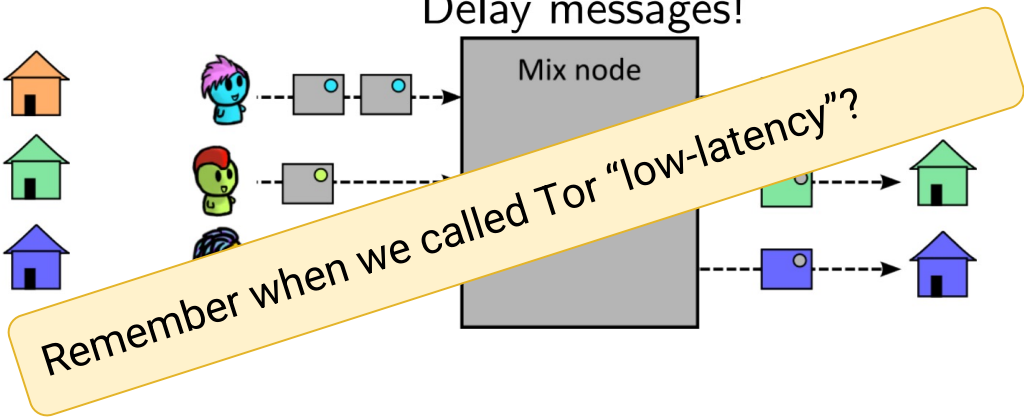 Delay messages!
Mix node
Remember when we called Tor “low-latency”?